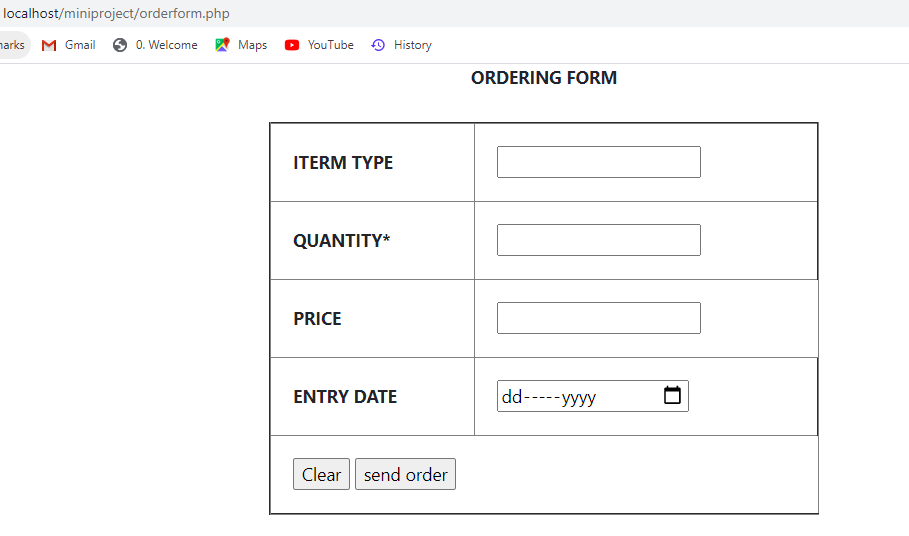 localhost/miniproject/orderform.php
narks Gmail 0. Welcome Maps YouTube History
ORDERING FORM
ITERM TYPE
QUANTITY*
PRICE
ENTRY DATE dd-----yyyy
Clear send order